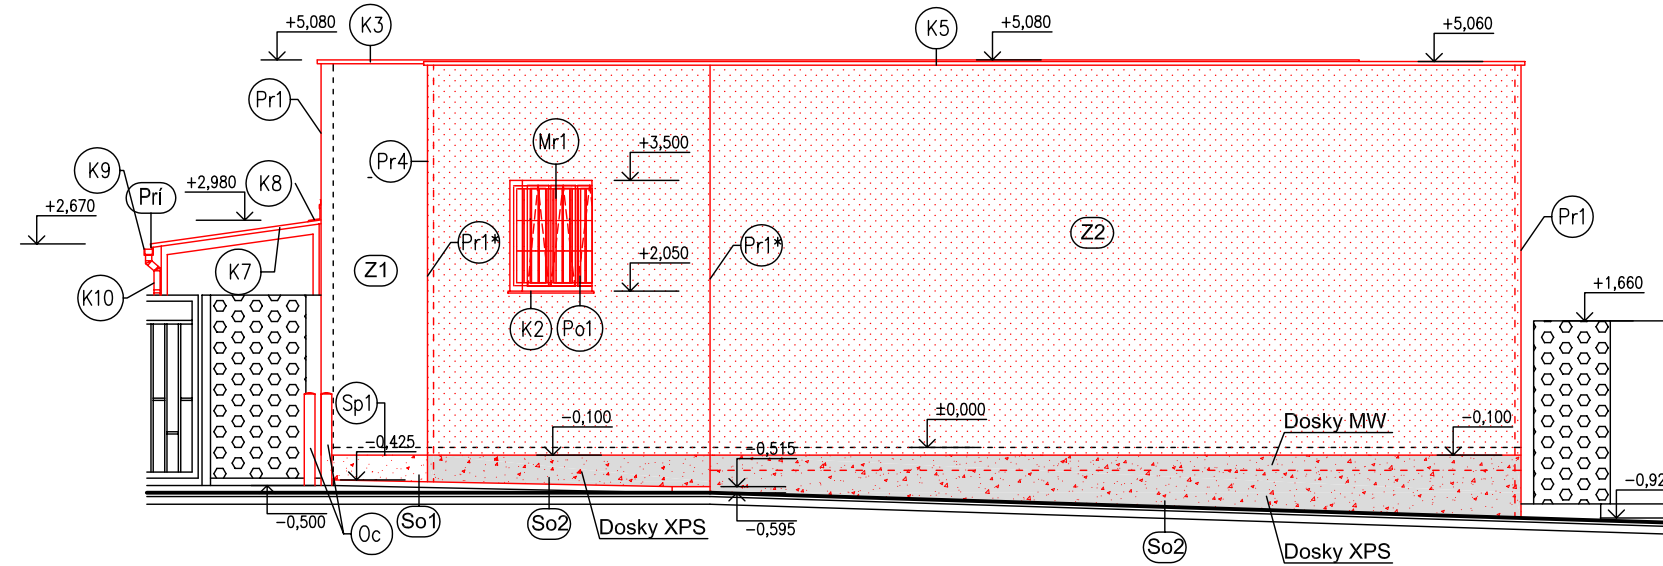 +5,080
K3
K5
+5,080
+5,060
Pr1
Mr1
+3,500
K9
Pr4
K8
+2,980
Prí
+2,670
Pr1
Z2
Pr1*
Pr1*
+2,050
K7
Z1
K10
+1,660
K2
Po1
Sp1
±0,000
-0,100
Dosky MW
-0,100
-0,425
-0,515
-0,92
-0,500
So1
So2
Dosky XPS
-0,595
Oc
So2
Dosky XPS